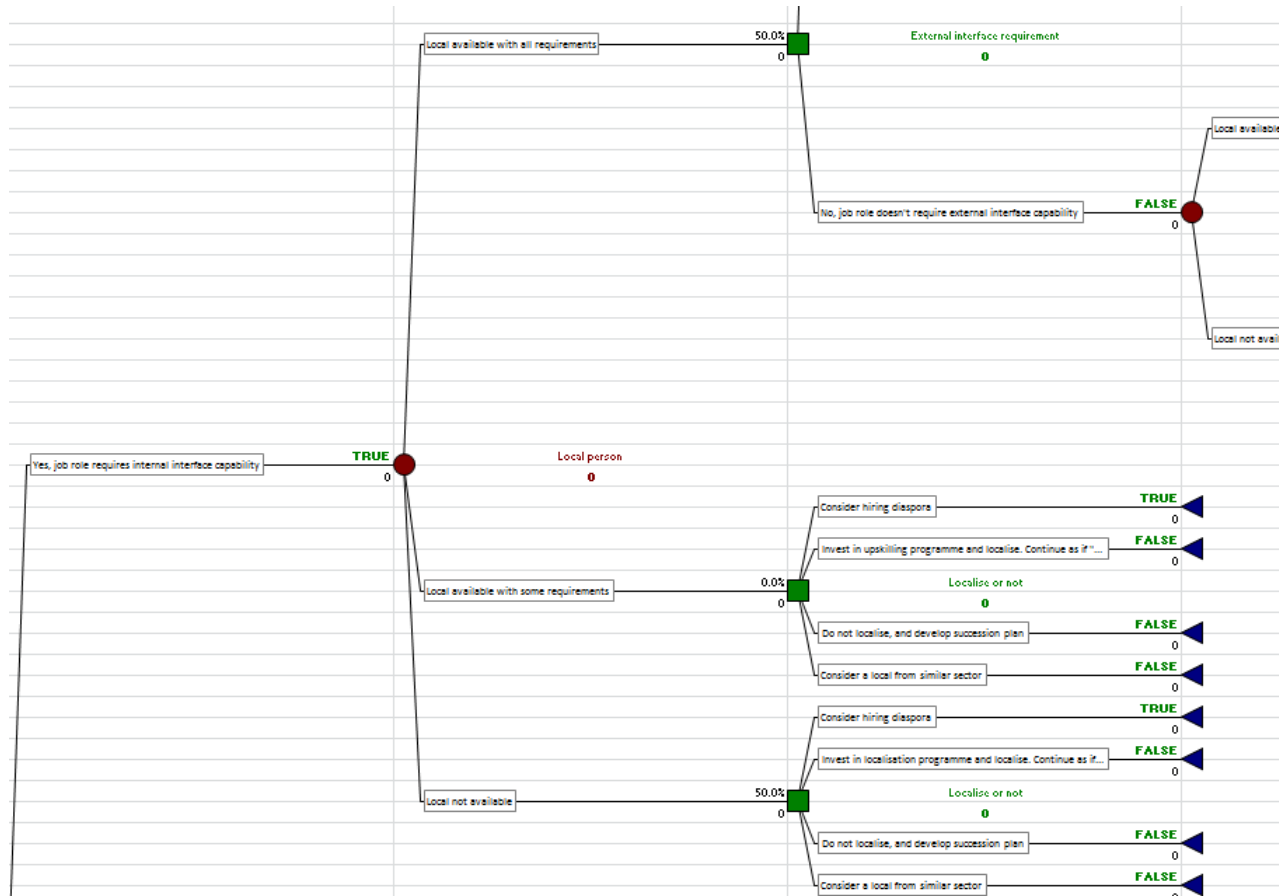 50.0%
External interface requirement
Local available with all requirements
0
0
Local available
FALSE
No, job role doesn't require external interface capability
0
Local not avai
TRUE
Local person
Yes, job role requires internal interface capability
0
0
TRUE
Consider hiring diaspora
0
FALSE
Invest in upskilling programme and localise. Continue as if "...
0
0.0%
Localise or not
Local available with some requirements
0
0
FALSE
Do not localise, and develop succession plan
0
FALSE
Consider a local from similar sector
0
TRUE
Consider hiring diaspora
0
FALSE
Invest in localisation programme and localise. Continue as if...
0
50.0%
Localise or not
Local not available
0
0
FALSE
Do not localise, and develop succession plan
0
FALSE
Consider a local from similar sector